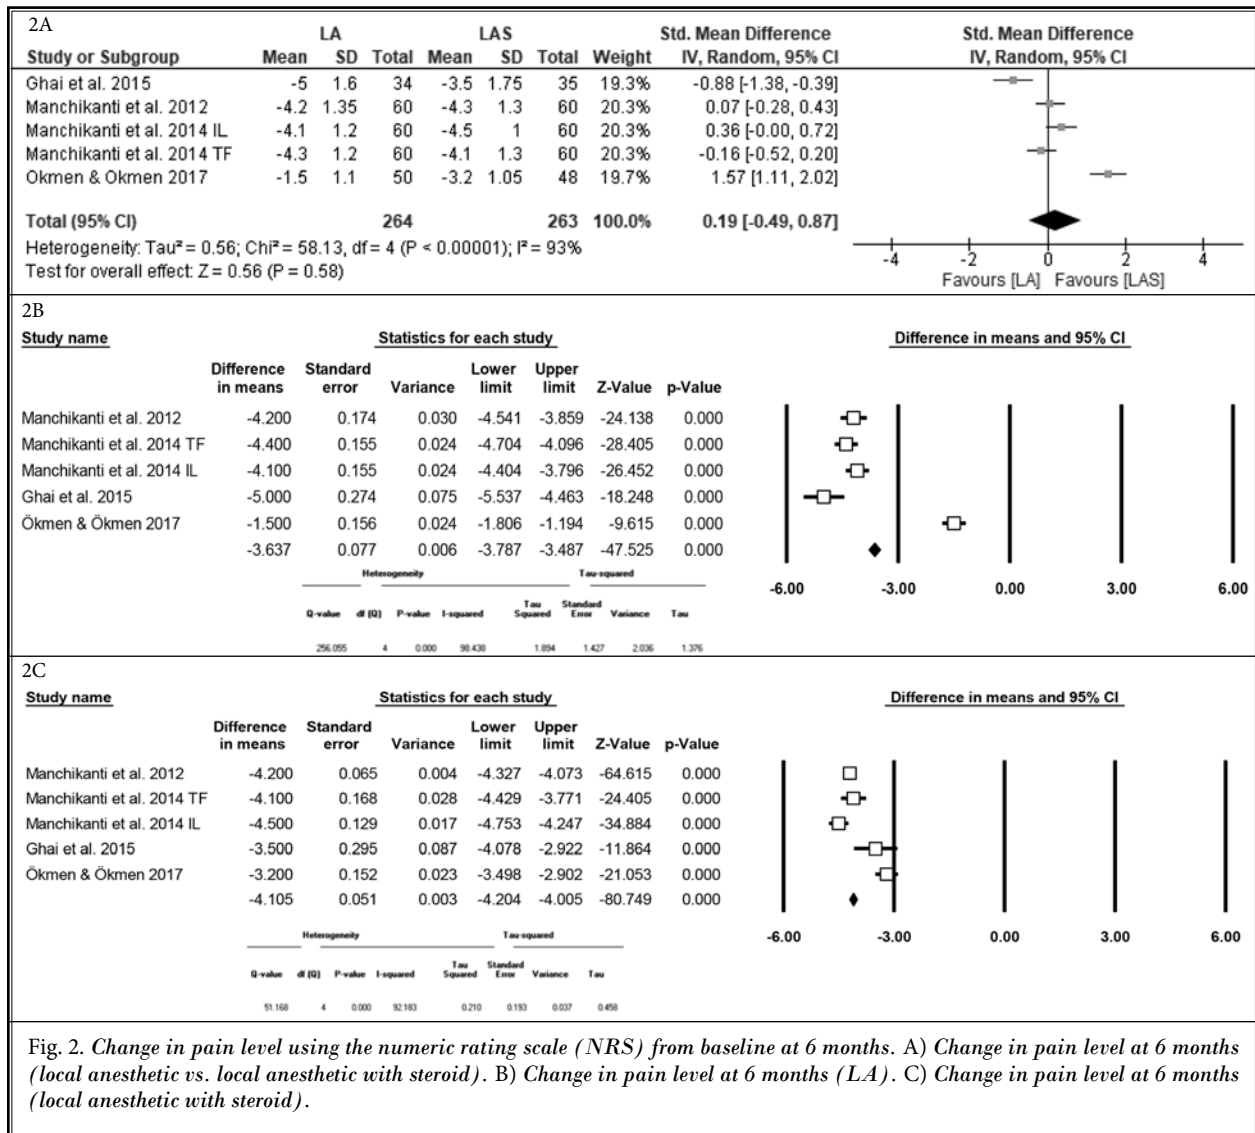 2A
LA LAS Std. Mean Difference Std. Mean Difference
Study or Subgroup Mean SD Total Mean SD Total Weight IV, Random, 95% CI IV, Random, 95% CI
Ghai et al. 2015 -5 1.6 34 -3.5 1.75 35 19.3% -0.88 [-1.38, -0.39]
Manchikanti et al. 2012 -4.2 1.35 60 -4.3 1.3 60 20.3% 0.07 [-0.28, 0.43]
Manchikanti et al. 2014 IL -4.1 1.2 60 -4.5 1 60 20.3% 0.36 [-0.00, 0.72]
Manchikanti et al. 2014 TF -4.3 1.2 60 -4.1 1.3 60 20.3% -0.16 [-0.52, 0.20]
Okmen & Okmen 2017 -1.5 1.1 50 -3.2 1.05 48 19.7% 1.57 [1.11, 2.02]
Total (95% CI) 264 263 100.0% 0.19 [-0.49, 0.87]
Heterogeneity: Tau² = 0.56; Chi² = 58.13, df = 4 (P < 0.00001); I² = 93%
Test for overall effect: Z = 0.56 (P = 0.58)
-4 -2 0 2 4
Favours [LA] Favours [LAS]
2B
Study name Statistics for each study Difference in means and 95% CI
Difference Standard Lower Upper
in means error Variance limit limit Z-Value p-Value
Manchikanti et al. 2012 -4.200 0.174 0.030 -4.541 -3.859 -24.138 0.000
Manchikanti et al. 2014 TF -4.400 0.155 0.024 -4.704 -4.096 -28.405 0.000
Manchikanti et al. 2014 IL -4.100 0.155 0.024 -4.404 -3.796 -26.452 0.000
Ghai et al. 2015 -5.000 0.274 0.075 -5.537 -4.463 -18.248 0.000
Ökmen & Ökmen 2017 -1.500 0.156 0.024 -1.806 -1.194 -9.615 0.000
-3.637 0.077 0.006 -3.787 -3.487 -47.525 0.000
-6.00 -3.00 0.00 3.00 6.00
Heterogeneity Tau-squared
Tau Standard
Q-value df (Q) P-value I-squared Squared Error Variance Tau
256.055 4 0.000 98.438 1.894 1.427 2.036 1.376
2C
Study name Statistics for each study Difference in means and 95% CI
Difference Standard Lower Upper
in means error Variance limit limit Z-Value p-Value
Manchikanti et al. 2012 -4.200 0.065 0.004 -4.327 -4.073 -64.615 0.000
Manchikanti et al. 2014 TF -4.100 0.168 0.028 -4.429 -3.771 -24.405 0.000
Manchikanti et al. 2014 IL -4.500 0.129 0.017 -4.753 -4.247 -34.884 0.000
Ghai et al. 2015 -3.500 0.295 0.087 -4.078 -2.922 -11.864 0.000
Ökmen & Ökmen 2017 -3.200 0.152 0.023 -3.498 -2.902 -21.053 0.000
-4.105 0.051 0.003 -4.204 -4.005 -80.749 0.000
-6.00 -3.00 0.00 3.00 6.00
Heterogeneity Tau-squared
Tau Standard
Q-value df (Q) P-value I-squared Squared Error Variance Tau
51.168 4 0.000 92.183 0.210 0.193 0.037 0.458
Fig. 2. Change in pain level using the numeric rating scale (NRS) from baseline at 6 months. A) Change in pain level at 6 months
(local anesthetic vs. local anesthetic with steroid). B) Change in pain level at 6 months (LA). C) Change in pain level at 6 months
(local anesthetic with steroid).